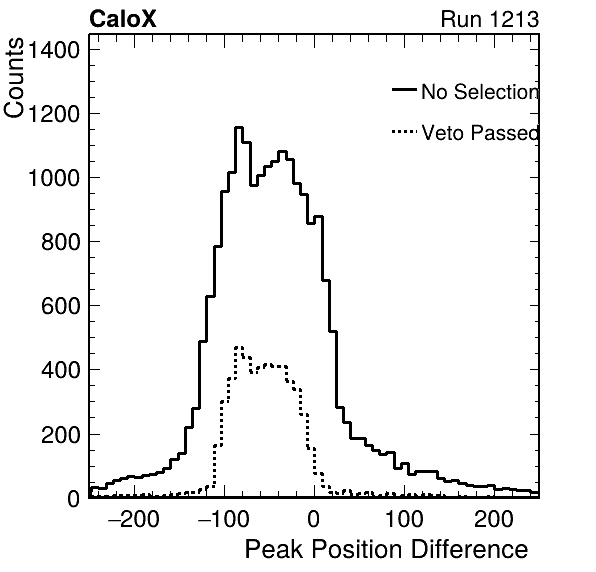 CaloX Run 1213
Counts
1400
1200
1000
800
600
400
200
0
No Selection
Veto Passed
−200 −100 0 100 200
Peak Position Difference